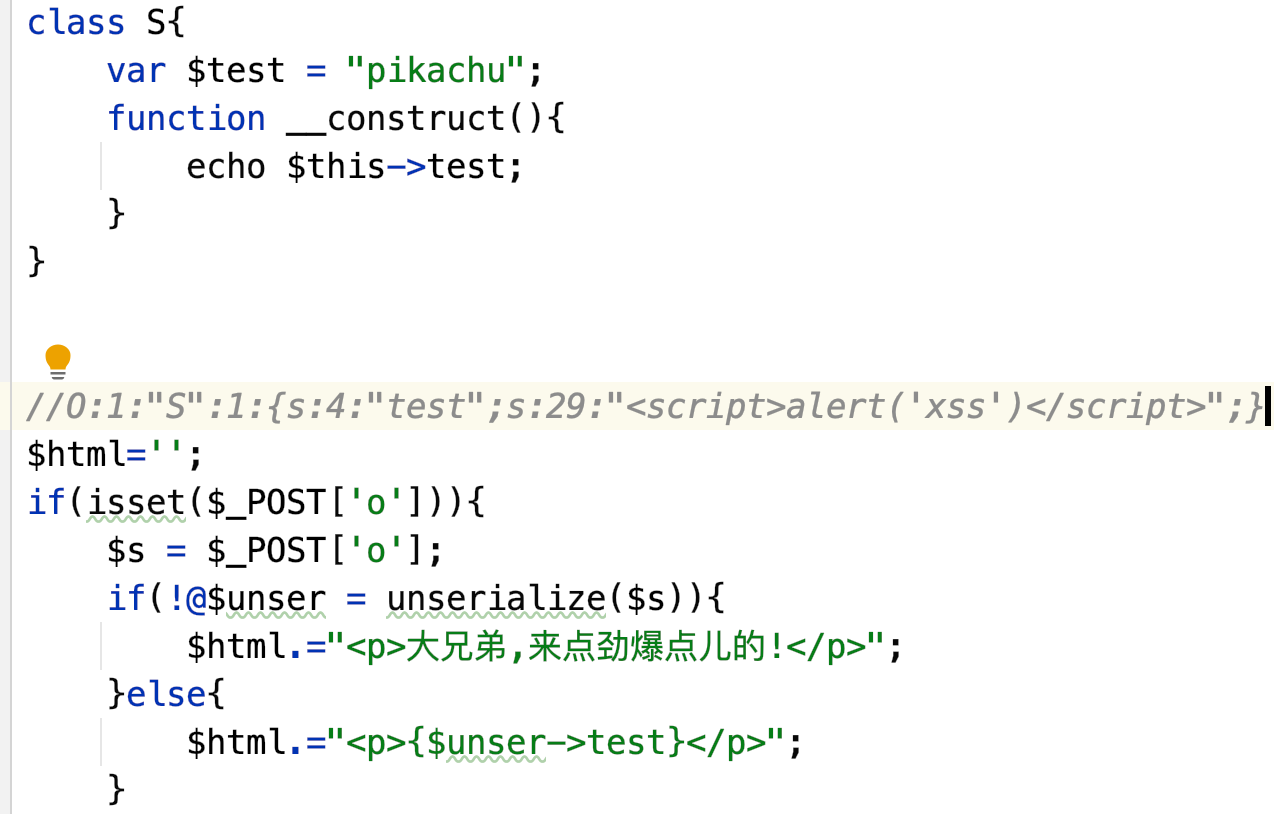 class S{
    var $test = "pikachu";
    function __construct(){
        echo $this->test;
    }
}
//O:1:"S":1:{s:4:"test";s:29:"<script>alert('xss')</script>";}
$html='';
if(isset($_POST['o'])){
    $s = $_POST['o'];
    if(!@$unser = unserialize($s)){
        $html.="<p>大兄弟,来点劲爆点儿的!</p>";
    }else{
        $html.="<p>{$unser->test}</p>";
    }